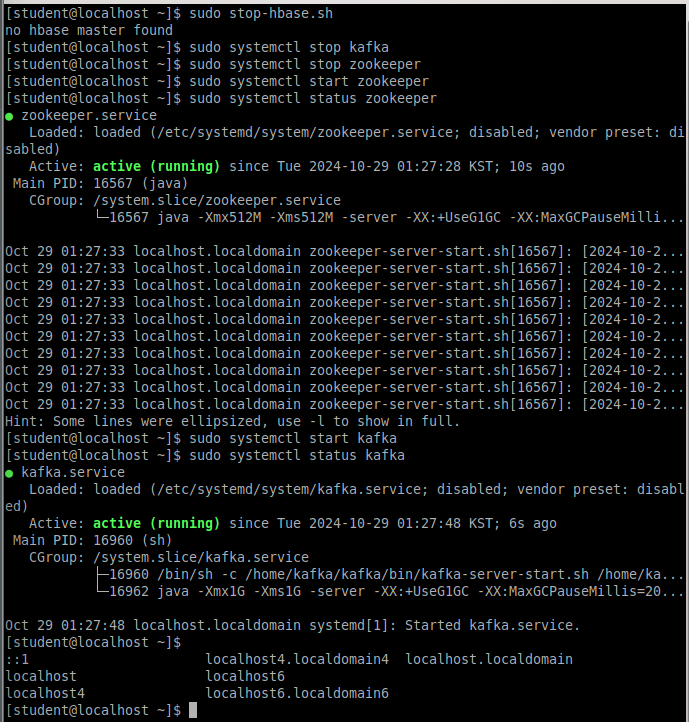 [student@localhost ~]$ sudo stop-hbase.sh
no hbase master found
[student@localhost ~]$ sudo systemctl stop kafka
[student@localhost ~]$ sudo systemctl stop zookeeper
[student@localhost ~]$ sudo systemctl start zookeeper
[student@localhost ~]$ sudo systemctl status zookeeper
● zookeeper.service
   Loaded: loaded (/etc/systemd/system/zookeeper.service; disabled; vendor preset: di
sabled)
   Active: active (running) since Tue 2024-10-29 01:27:28 KST; 10s ago
 Main PID: 16567 (java)
   CGroup: /system.slice/zookeeper.service
           └─16567 java -Xmx512M -Xms512M -server -XX:+UseG1GC -XX:MaxGCPauseMilli...

Oct 29 01:27:33 localhost.localdomain zookeeper-server-start.sh[16567]: [2024-10-2...
Oct 29 01:27:33 localhost.localdomain zookeeper-server-start.sh[16567]: [2024-10-2...
Oct 29 01:27:33 localhost.localdomain zookeeper-server-start.sh[16567]: [2024-10-2...
Oct 29 01:27:33 localhost.localdomain zookeeper-server-start.sh[16567]: [2024-10-2...
Oct 29 01:27:33 localhost.localdomain zookeeper-server-start.sh[16567]: [2024-10-2...
Oct 29 01:27:33 localhost.localdomain zookeeper-server-start.sh[16567]: [2024-10-2...
Oct 29 01:27:33 localhost.localdomain zookeeper-server-start.sh[16567]: [2024-10-2...
Oct 29 01:27:33 localhost.localdomain zookeeper-server-start.sh[16567]: [2024-10-2...
Oct 29 01:27:33 localhost.localdomain zookeeper-server-start.sh[16567]: [2024-10-2...
Oct 29 01:27:33 localhost.localdomain zookeeper-server-start.sh[16567]: [2024-10-2...
Hint: Some lines were ellipsized, use -l to show in full.
[student@localhost ~]$ sudo systemctl start kafka
[student@localhost ~]$ sudo systemctl status kafka
● kafka.service
   Loaded: loaded (/etc/systemd/system/kafka.service; disabled; vendor preset: disabl
ed)
   Active: active (running) since Tue 2024-10-29 01:27:48 KST; 6s ago
 Main PID: 16960 (sh)
   CGroup: /system.slice/kafka.service
           ├─16960 /bin/sh -c /home/kafka/kafka/bin/kafka-server-start.sh /home/ka...
           └─16962 java -Xmx1G -Xms1G -server -XX:+UseG1GC -XX:MaxGCPauseMillis=20...

Oct 29 01:27:48 localhost.localdomain systemd[1]: Started kafka.service.
[student@localhost ~]$
::1                      localhost4.localdomain4  localhost.localdomain
localhost                localhost6
localhost4               localhost6.localdomain6
[student@localhost ~]$